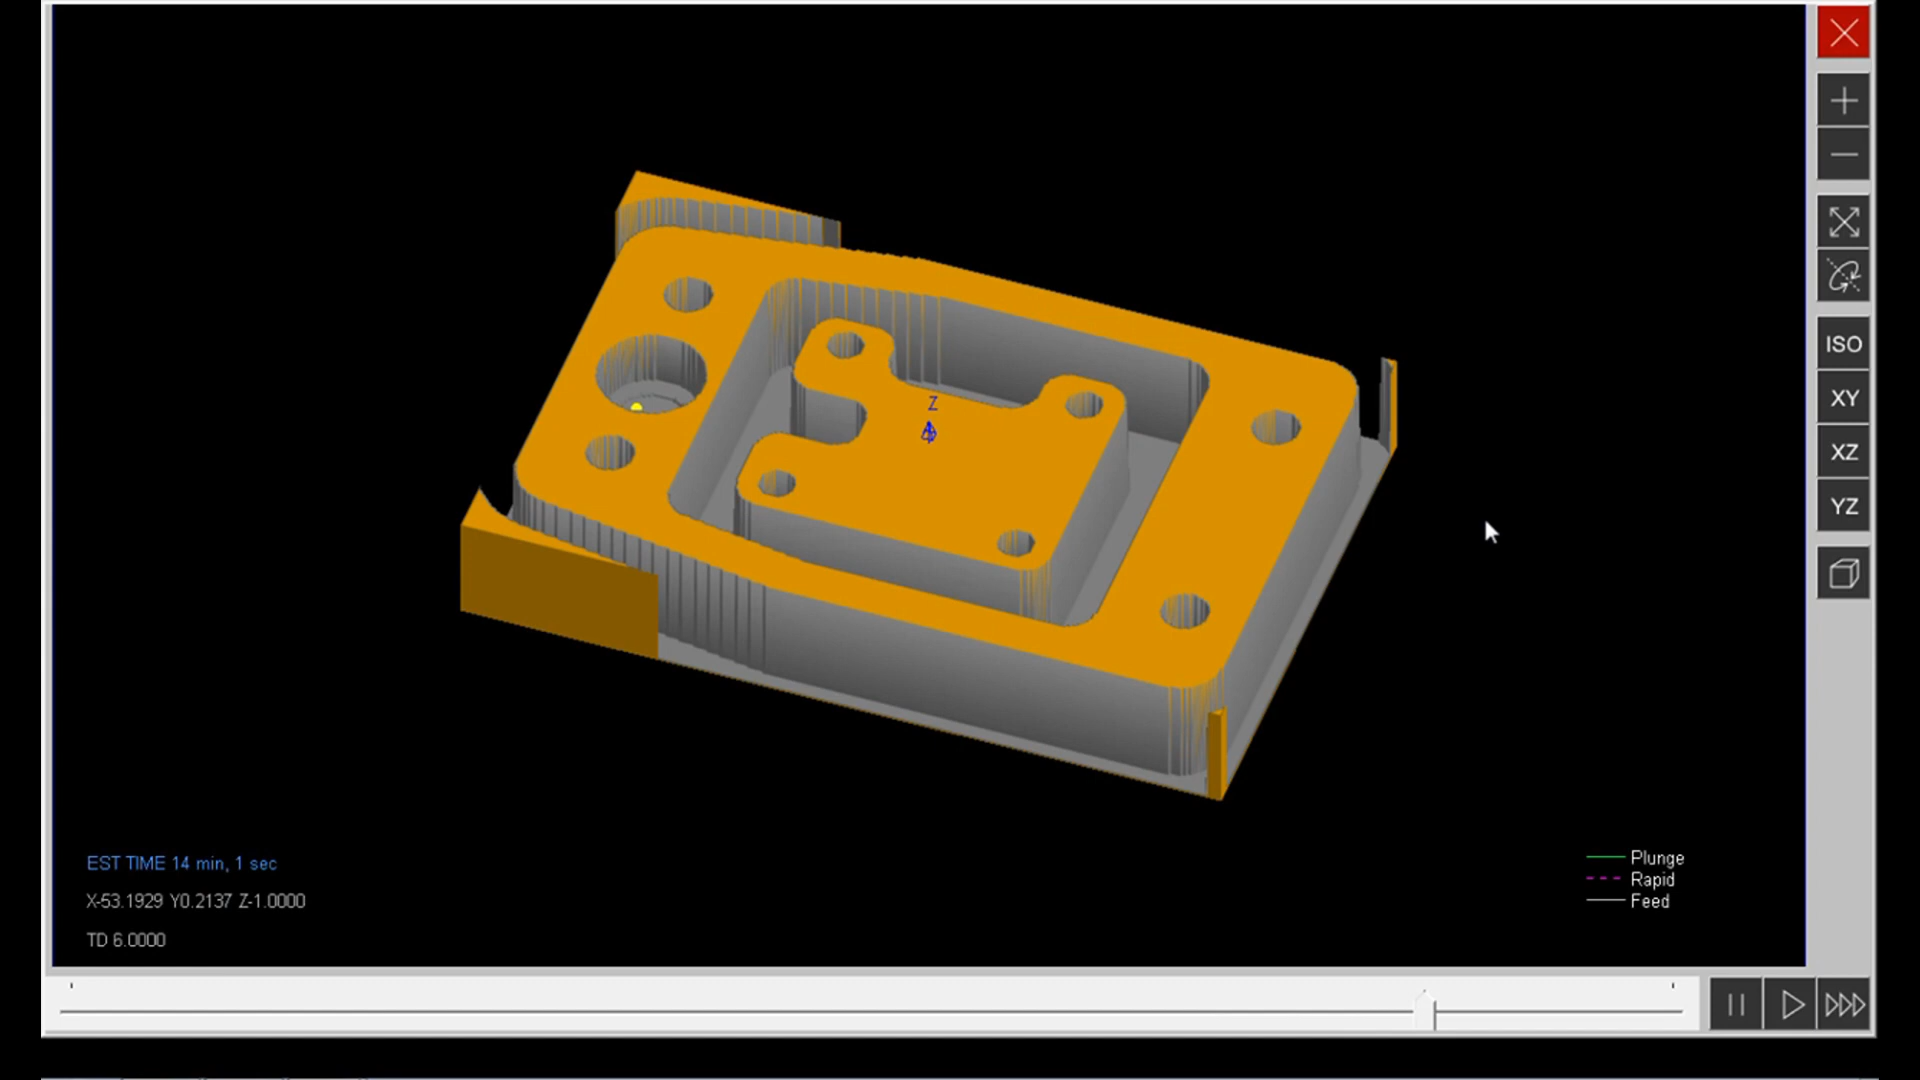 ISO
XY
XZ
YZ
Z
EST TIME 14 min, 1 sec
X-53.1929 Y0.2137 Z-1.0000
TD 6.0000
Plunge
Rapid
Feed